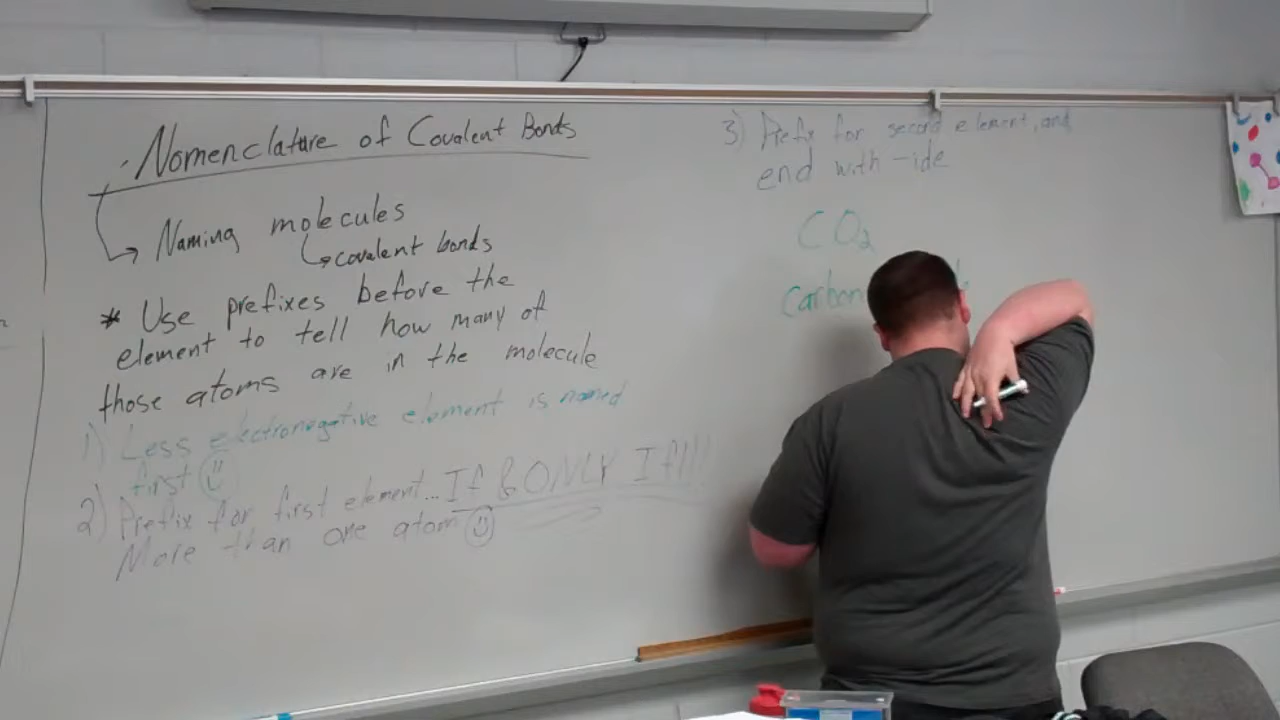 Nomenclature of Covalent Bonds
Naming molecules
covalent bonds
* Use prefixes before the
element to tell how many of
those atoms are in the molecule
1) Less electronegative element is named
first
2) Prefix for first element... If & ONLY If!!!
More than one atom
3) Prefix for second element, and
end with -ide
CO₂
carbon